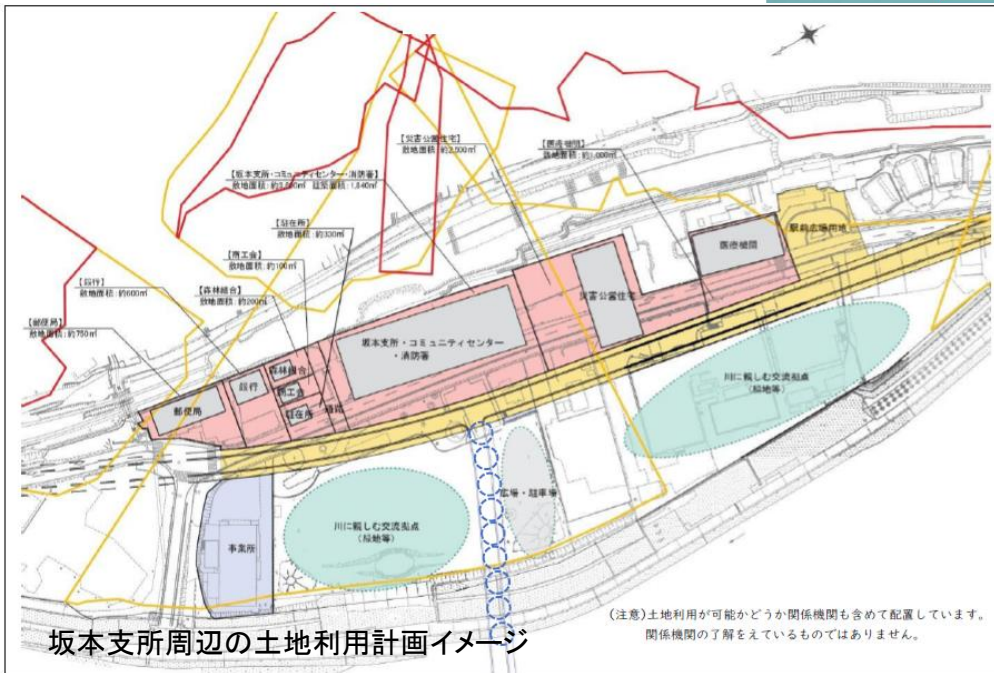 【災害公営住宅】
敷地面積:約2,500㎡
【医療機関】
敷地面積:約1,000㎡
【坂本支所・コミュニティセンター・消防署】
建築面積:1,840㎡
【駐在所】
敷地面積:約330㎡
【商工会】
敷地面積:約100㎡
【森林組合】
敷地面積:約200㎡
【銀行】
敷地面積:約600㎡
【郵便局】
敷地面積:約750㎡
駅前広場用地
医療機関
災害公営住宅
坂本支所・コミュニティセンター
・消防署
森林組合
銀行
商工会
郵便局
駐在所
通路
川に親しむ交流拠点
(緑地等)
広場・駐車場
川に親しむ交流拠点
(緑地等)
事業所
(注意)土地利用が可能かどうか関係機関も含めて配置しています。
関係機関の了解をえているものではありません。
坂本支所周辺の土地利用計画イメージ